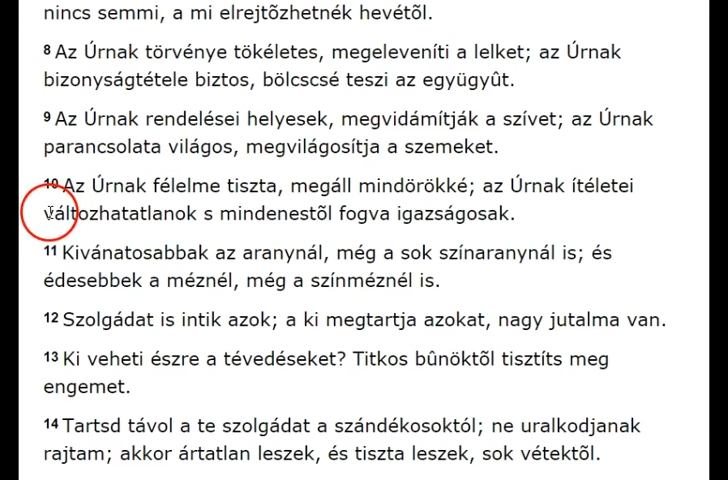 nincs semmi, a mi elrejtõzhetnék hevétõl.
8 Az Úrnak törvénye tökéletes, megeleveníti a lelket; az Úrnak
bizonyságtétele biztos, bölcscsé teszi az együgyût.
9 Az Úrnak rendelései helyesek, megvidámítják a szívet; az Úrnak
parancsolata világos, megvilágosítja a szemeket.
10 Az Úrnak félelme tiszta, megáll mindörökké; az Úrnak ítéletei
változhatatlanok s mindenestõl fogva igazságosak.
11 Kivánatosabbak az aranynál, még a sok színaranynál is; és
édesebbek a méznél, még a színméznél is.
12 Szolgádat is intik azok; a ki megtartja azokat, nagy jutalma van.
13 Ki veheti észre a tévedéseket? Titkos bûnöktõl tisztíts meg
engemet.
14 Tartsd távol a te szolgádat a szándékosoktól; ne uralkodjanak
rajtam; akkor ártatlan leszek, és tiszta leszek, sok vétektõl.